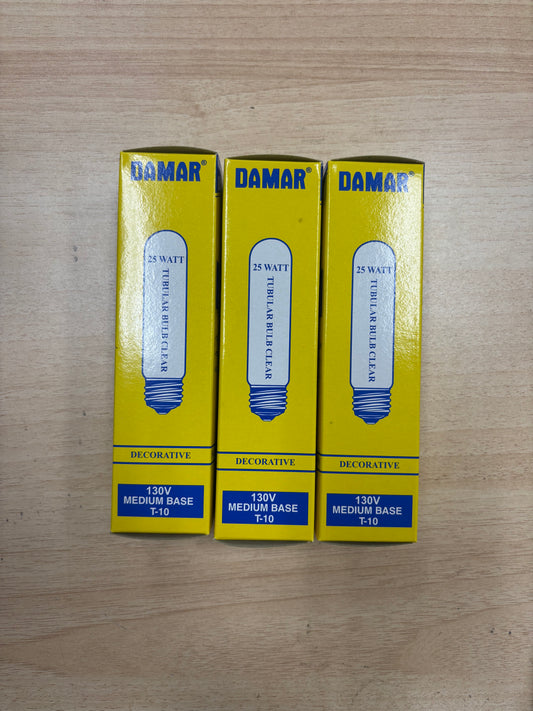 DAMAR®
25 WATT
TUBULAR BULB CLEAR
DECORATIVE
130V
MEDIUM BASE
T-10
DAMAR®
25 WATT
TUBULAR BULB CLEAR
DECORATIVE
130V
MEDIUM BASE
T-10
DAMAR®
25 WATT
TUBULAR BULB CLEAR
DECORATIVE
130V
MEDIUM BASE
T-10